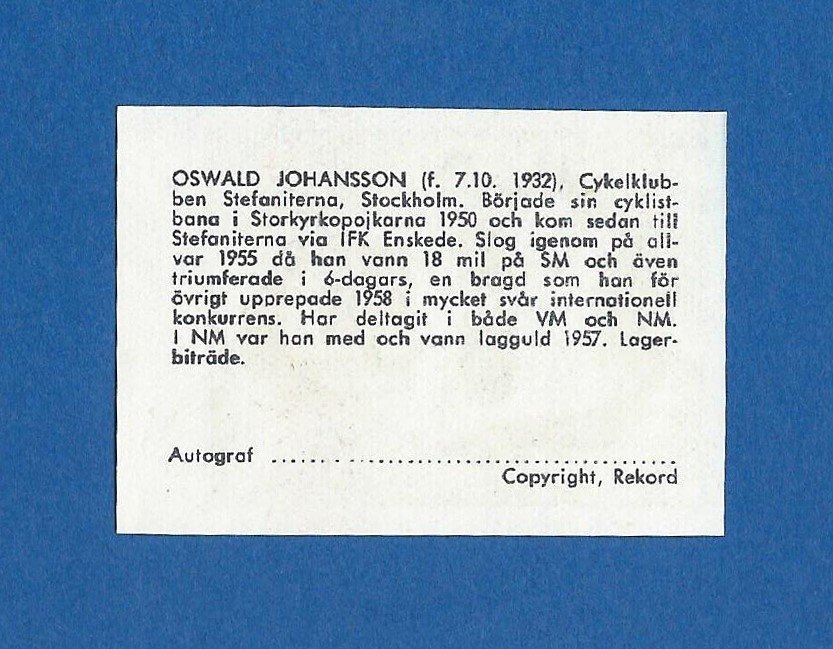 OSWALD JOHANSSON (f. 7.10. 1932), Cykelklub-
ben Stefaniterna, Stockholm. Började sin cyklist-
bana i Storkyrkopojkarna 1950 och kom sedan till
Stefaniterna via IFK Enskede. Slog igenom på all-
var 1955 då han vann 18 mil på SM och även
triumferade i 6-dagars, en bragd som han för
övrigt upprepade 1958 i mycket svår internationell
konkurrens. Har deltagit i både VM och NM.
I NM var han med och vann lagguld 1957. Lager-
biträde.
Autograf ........................................
Copyright, Rekord